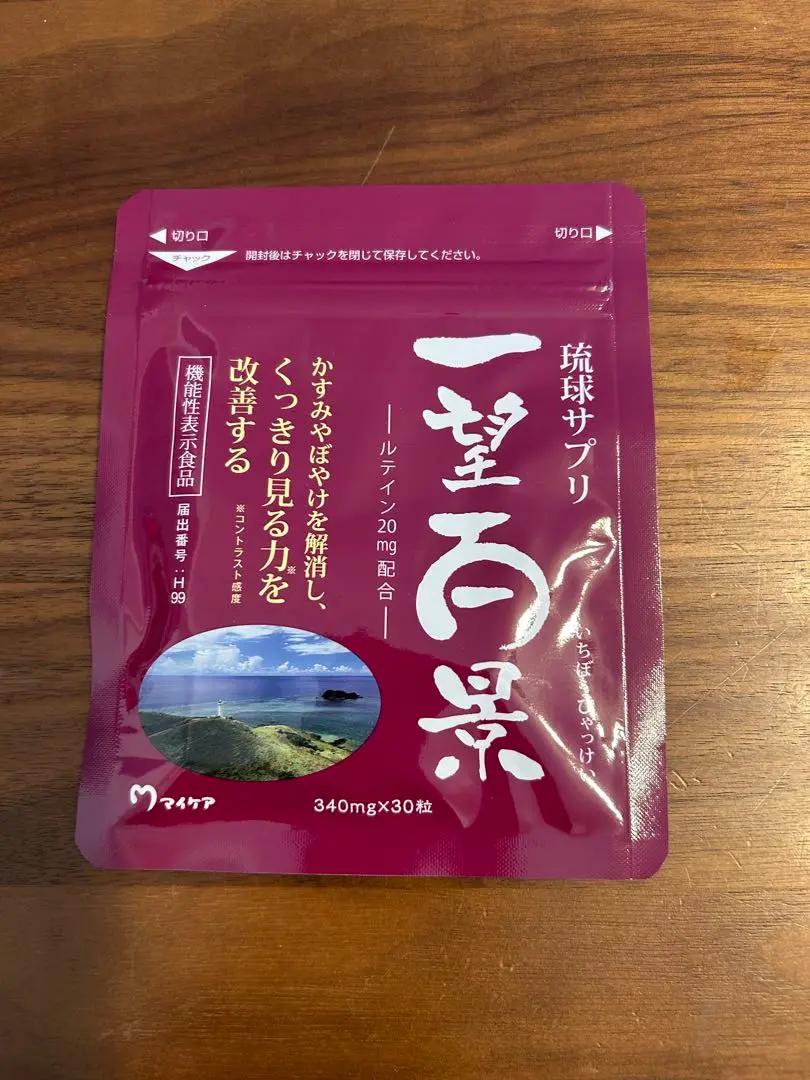 切り口
切り口
チャック
開封後はチャックを閉じて保存してください。
琉球サプリ
一望百景
いちぼうひゃっけい
ルテイン20mg配合
かすみやぼやけを解消し、
くっきり見る力※を
改善する
※コントラスト感度
機能性表示食品
届出番号:H99
マイケア
340mg×30粒